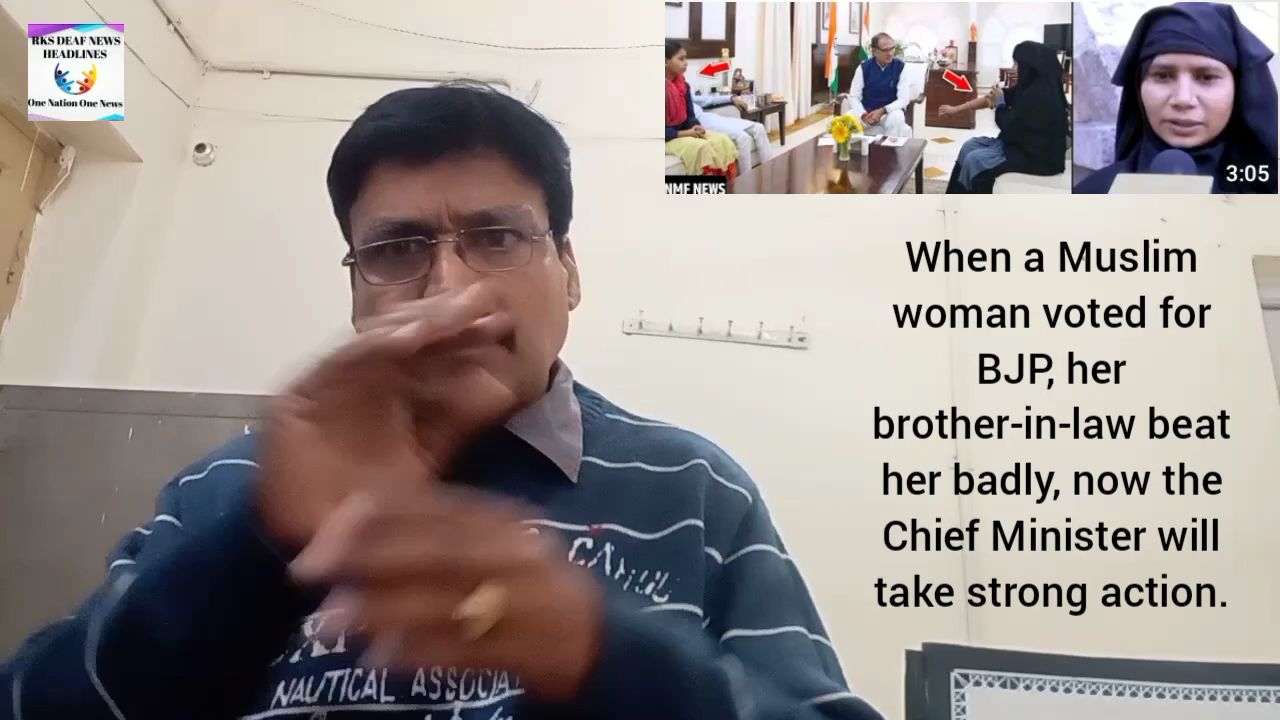 RKS DEAF NEWS
HEADLINES
One Nation One News
NMF NEWS
3:05
When a Muslim
woman voted for
BJP, her
brother-in-law beat
her badly, now the
Chief Minister will
take strong action.
NAUTICAL ASSOCIAT